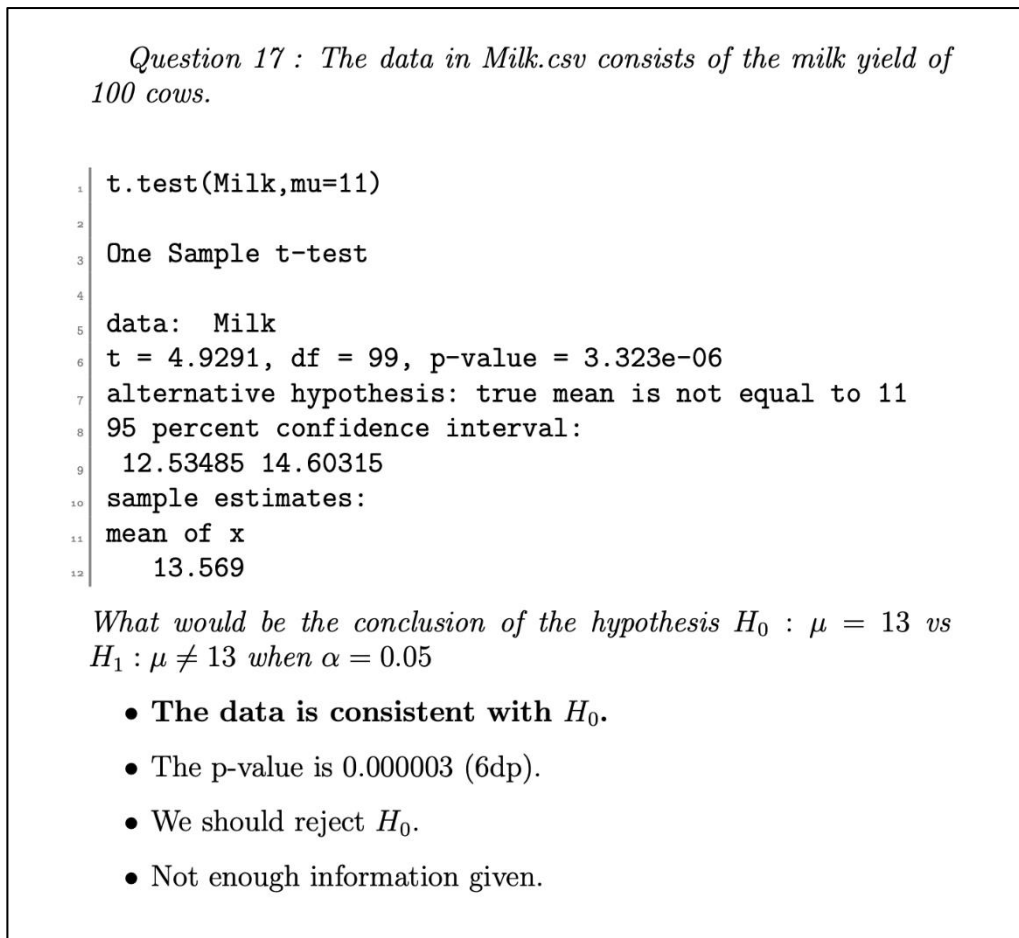 Question 17 : The data in Milk.csv consists of the milk yield of
100 cows.
1 t.test(Milk,mu=11)
2
3 One Sample t-test
4
5 data:  Milk
6 t = 4.9291, df = 99, p-value = 3.323e-06
7 alternative hypothesis: true mean is not equal to 11
8 95 percent confidence interval:
9  12.53485 14.60315
10 sample estimates:
11 mean of x
12    13.569
What would be the conclusion of the hypothesis H₀ : μ = 13 vs
H₁ : μ ≠ 13 when α = 0.05
• The data is consistent with H₀.
• The p-value is 0.000003 (6dp).
• We should reject H₀.
• Not enough information given.